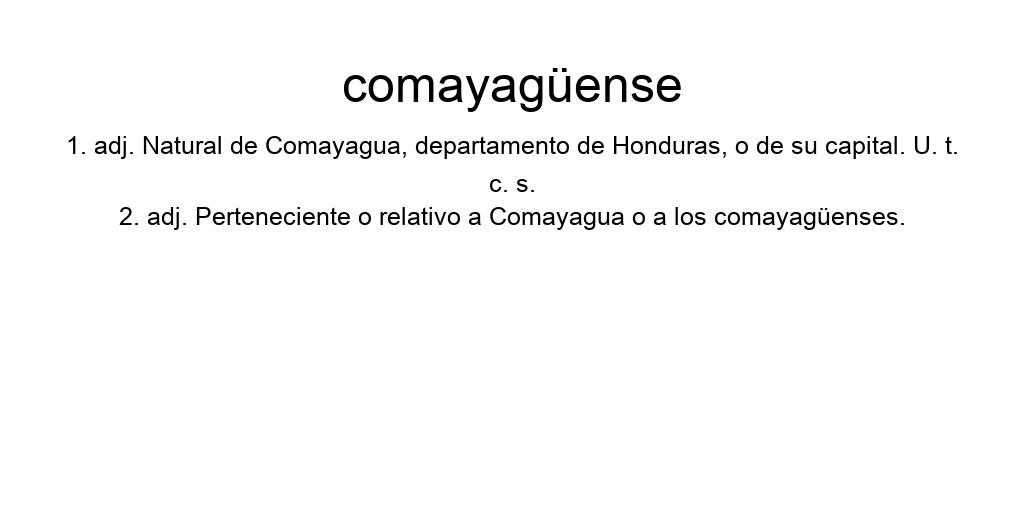 comayagüense
1. adj. Natural de Comayagua, departamento de Honduras, o de su capital. U. t.
c. s.
2. adj. Perteneciente o relativo a Comayagua o a los comayagüenses.